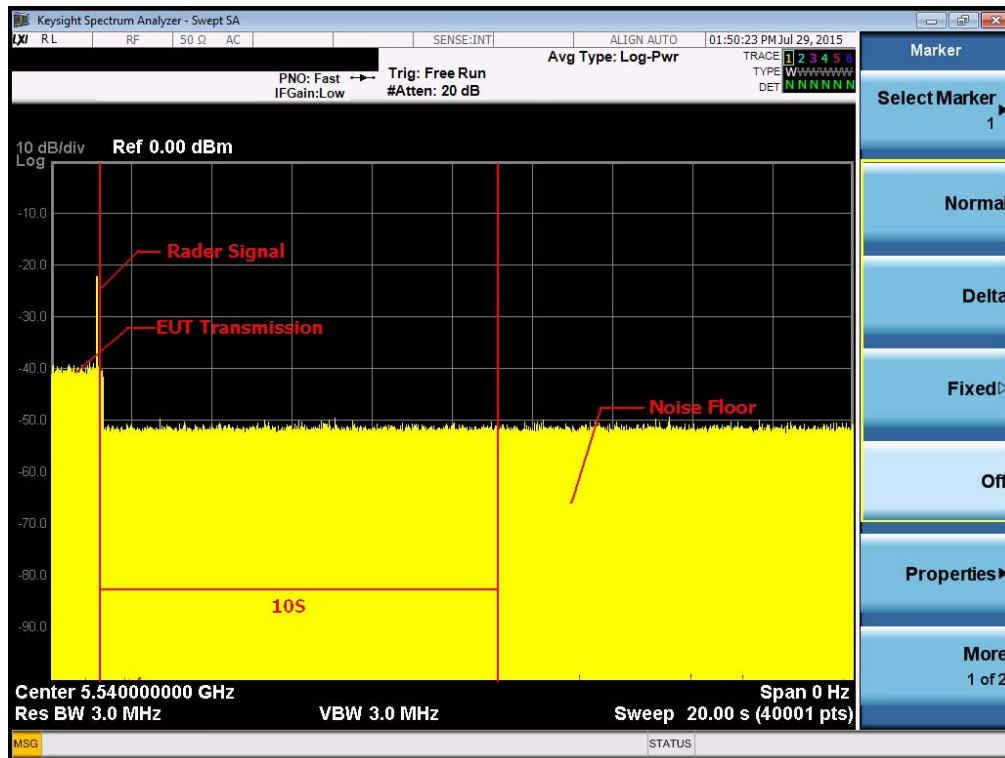 Keysight Spectrum Analyzer - Swept SA
LXI RL RF 50 Ω AC SENSE:INT ALIGN AUTO 01:50:23 PM Jul 29, 2015
Avg Type: Log-Pwr
TRACE 1 2 3 4 5 6
PNO: Fast Trig: Free Run
TYPE WWWWWWW
IFGain:Low #Atten: 20 dB
DET N N N N N N
10 dB/div Ref 0.00 dBm
Log
-10.0
Rader Signal
-20.0
-30.0
EUT Transmission
-40.0
Noise Floor
-50.0
-60.0
-70.0
-80.0
10S
-90.0
Center 5.540000000 GHz Span 0 Hz
Res BW 3.0 MHz VBW 3.0 MHz Sweep 20.00 s (40001 pts)
MSG STATUS
Marker
Select Marker
1
Normal
Delta
Fixed
Off
Properties
More
1 of 2